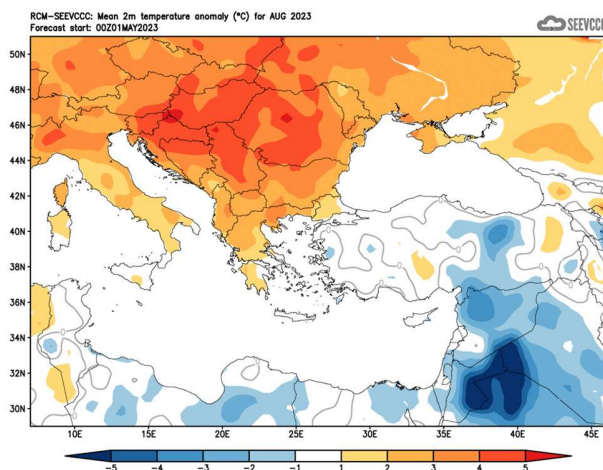 RCM-SEEVCCC: Mean 2m temperature anomaly (°C) for AUG 2023
Forecast start: 00Z01MAY2023
SEEVCCC
50N
48N
46N
44N
42N
40N
38N
36N
34N
32N
30N
10E 15E 20E 25E 30E 35E 40E 45E
-5 -4 -3 -2 -1 1 2 3 4 5